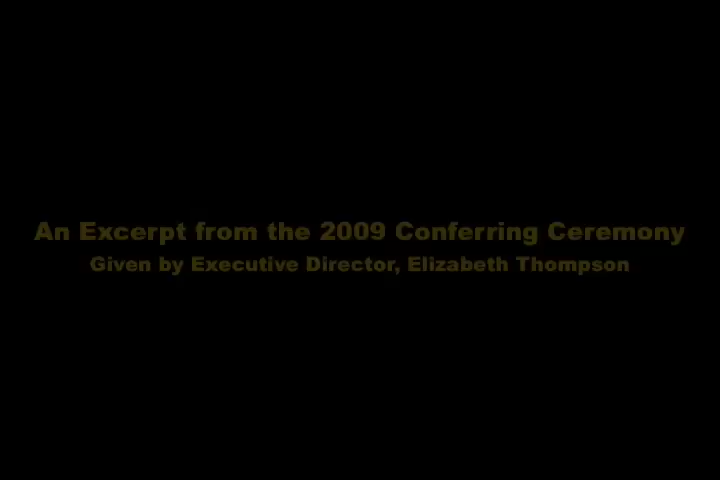 An Excerpt from the 2009 Conferring Ceremony
Given by Executive Director, Elizabeth Thompson